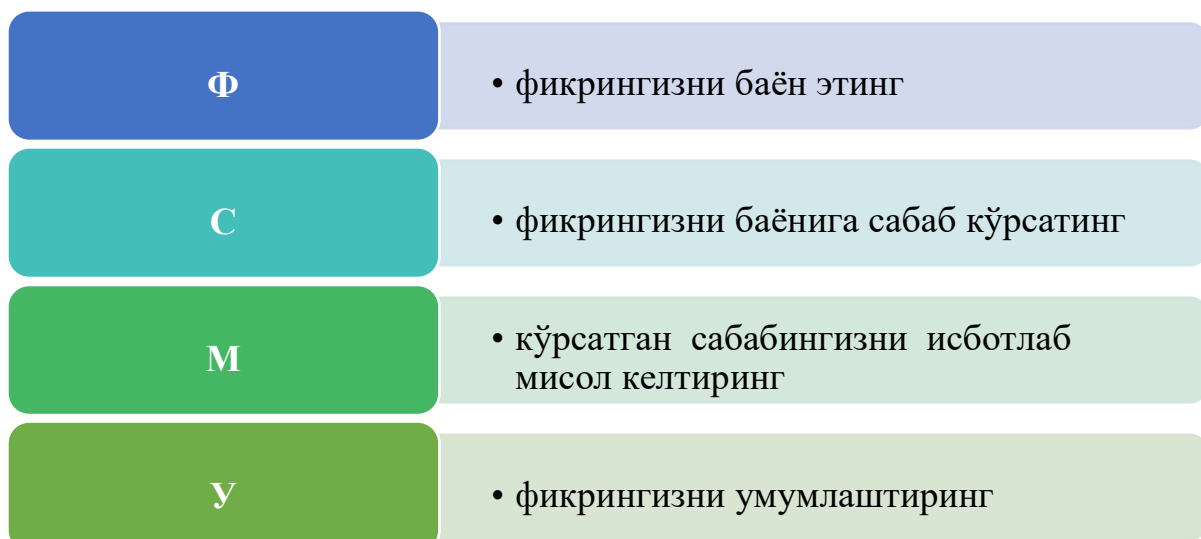 Ф
• фикрингизни баён этинг
С
• фикрингизни баёнига сабаб кўрсатинг
М
• кўрсатган сабабингизни исботлаб
мисол келтиринг
У
• фикрингизни умумлаштиринг